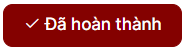 ✓ Đã hoàn thành